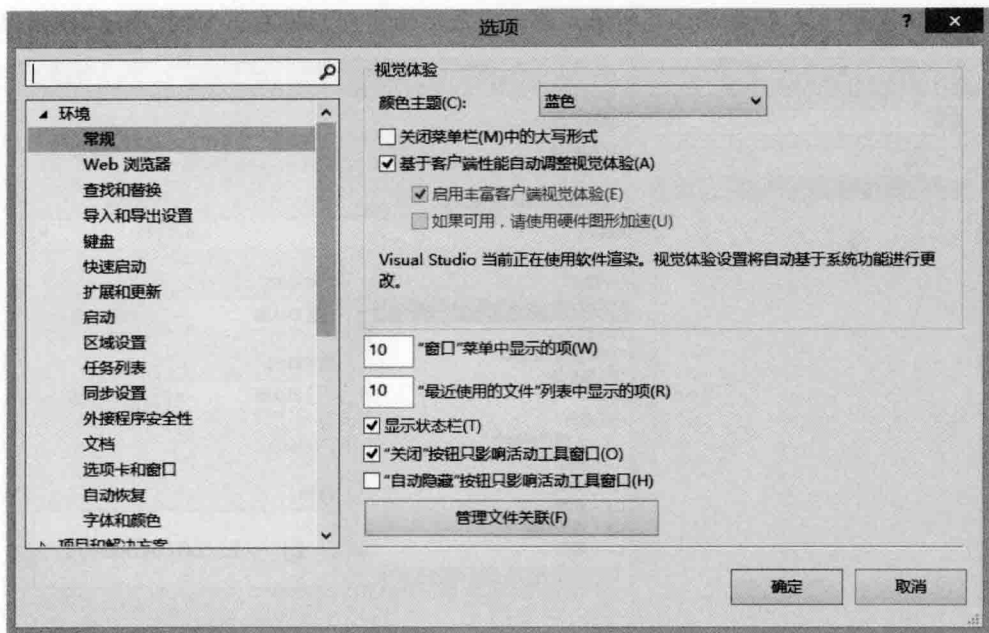 选项
?
视觉体验
颜色主题(C):
蓝色
关闭菜单栏(M)中的大写形式
基于客户端性能自动调整视觉体验(A)
启用丰富客户端视觉体验(E)
如果可用，请使用硬件图形加速(U)
Visual Studio 当前正在使用软件渲染。视觉体验设置将自动基于系统功能进行更
改。
10 "窗口"菜单中显示的项(W)
10 "最近使用的文件"列表中显示的项(R)
显示状态栏(T)
"关闭"按钮只影响活动工具窗口(O)
"自动隐藏"按钮只影响活动工具窗口(H)
管理文件关联(F)
环境
常规
Web 浏览器
查找和替换
导入和导出设置
键盘
快速启动
扩展和更新
启动
区域设置
任务列表
同步设置
外接程序安全性
文档
选项卡和窗口
自动恢复
字体和颜色
项目和解决方案
确定
取消